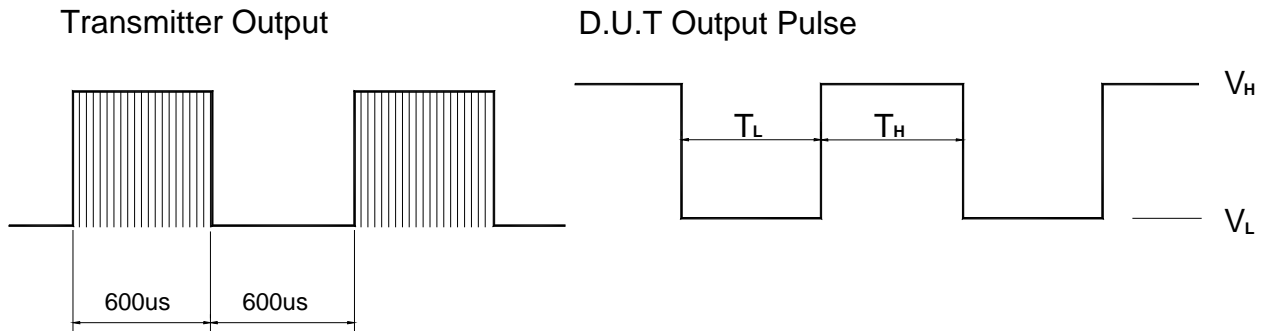 Transmitter Output
D.U.T Output Pulse
VH
TL TH
VL
600us 600us